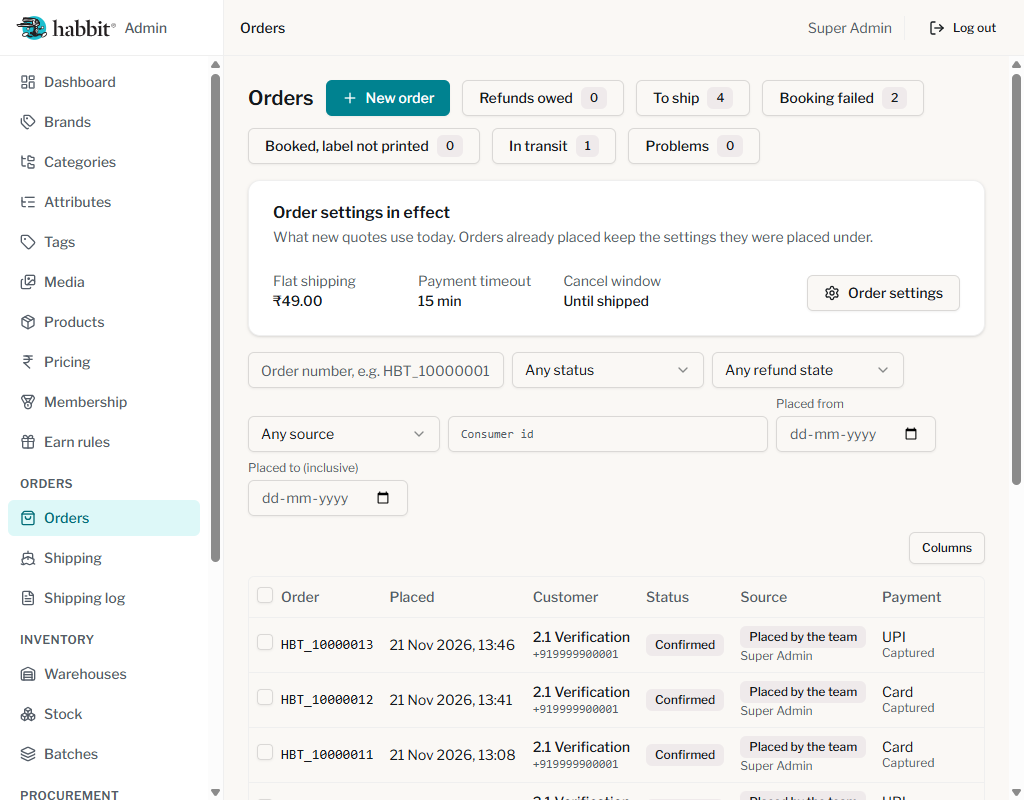 habbit® Admin
Orders
Super Admin
Log out
Dashboard
Brands
Categories
Attributes
Tags
Media
Products
Pricing
Membership
Earn rules
ORDERS
Orders
Shipping
Shipping log
INVENTORY
Warehouses
Stock
Batches
PROCUREMENT
Orders
+ New order
Refunds owed 0
To ship 4
Booking failed 2
Booked, label not printed 0
In transit 1
Problems 0
Order settings in effect
What new quotes use today. Orders already placed keep the settings they were placed under.
Flat shipping
₹49.00
Payment timeout
15 min
Cancel window
Until shipped
Order settings
Order number, e.g. HBT_10000001
Any status
Any refund state
Any source
Consumer id
Placed from
dd-mm-yyyy
Placed to (inclusive)
dd-mm-yyyy
Columns
Order Placed Customer Status Source Payment
HBT_10000013 21 Nov 2026, 13:46 2.1 Verification Confirmed Placed by the team UPI
+919999900001 Super Admin Captured
HBT_10000012 21 Nov 2026, 13:41 2.1 Verification Confirmed Placed by the team Card
+919999900001 Super Admin Captured
HBT_10000011 21 Nov 2026, 13:08 2.1 Verification Confirmed Placed by the team Card
+919999900001 Super Admin Captured
2.1 Verification Placed by the team UPI